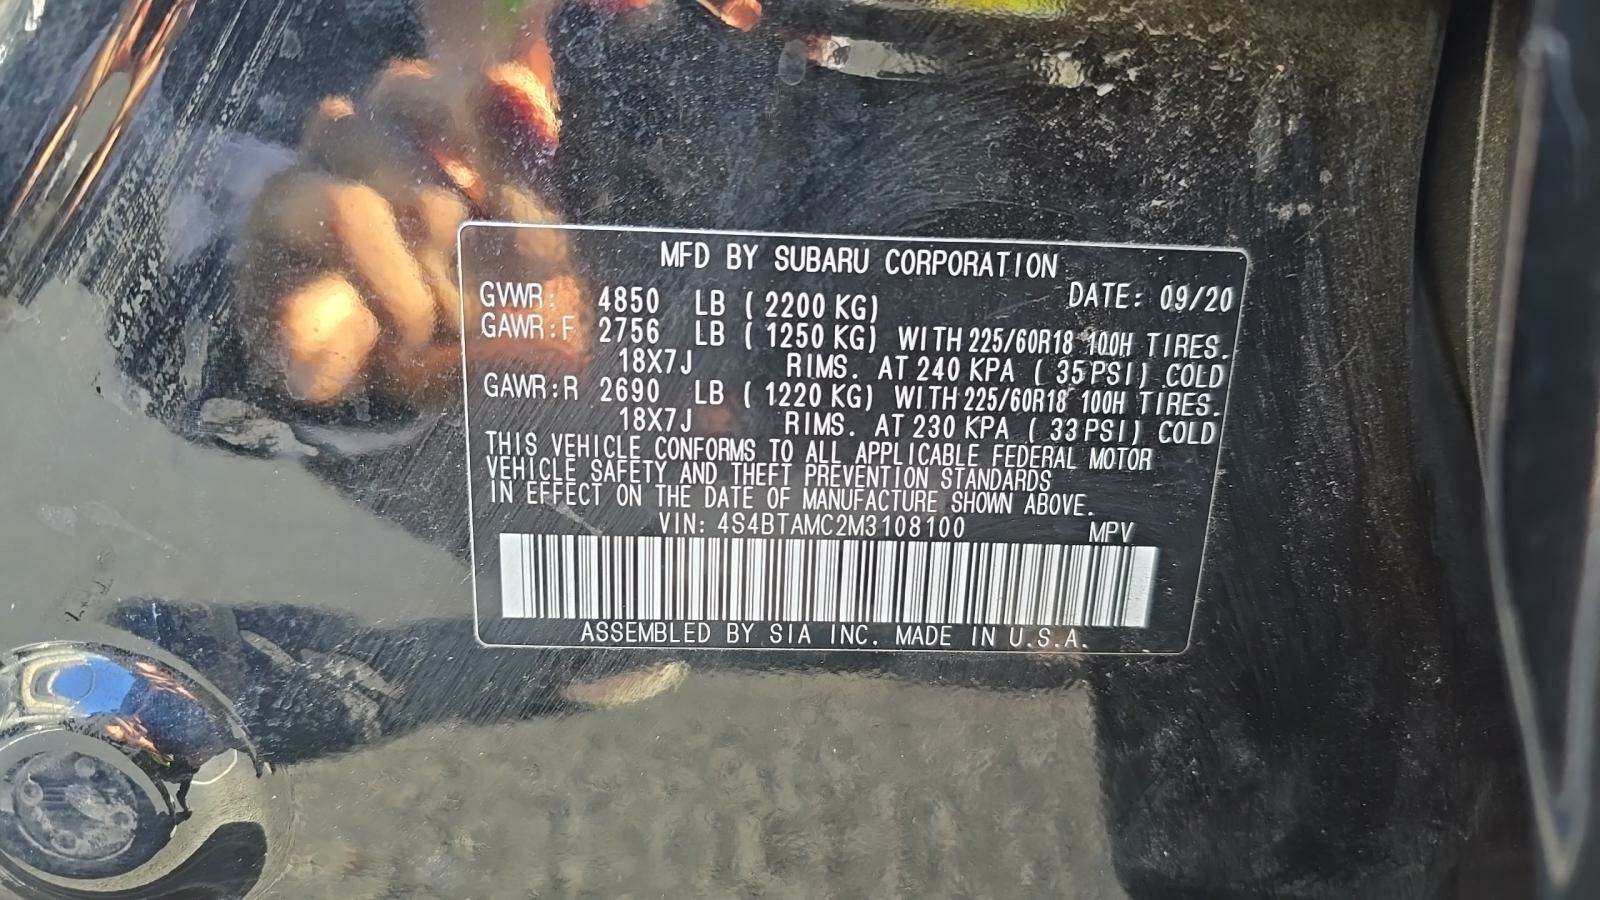 MFD BY SUBARU CORPORATION
DATE: 09/20
GVWR: 4850 LB ( 2200 KG)
GAWR:F 2756 LB ( 1250 KG) WITH 225/60R18 100H TIRES.
18X7J RIMS. AT 240 KPA ( 35 PSI) COLD
GAWR:R 2690 LB ( 1220 KG) WITH 225/60R18 100H TIRES.
18X7J RIMS. AT 230 KPA ( 33 PSI) COLD
THIS VEHICLE CONFORMS TO ALL APPLICABLE FEDERAL MOTOR
VEHICLE SAFETY AND THEFT PREVENTION STANDARDS
IN EFFECT ON THE DATE OF MANUFACTURE SHOWN ABOVE.
VIN: 4S4BTAMC2M3108100 MPV
ASSEMBLED BY SIA INC. MADE IN U.S.A.